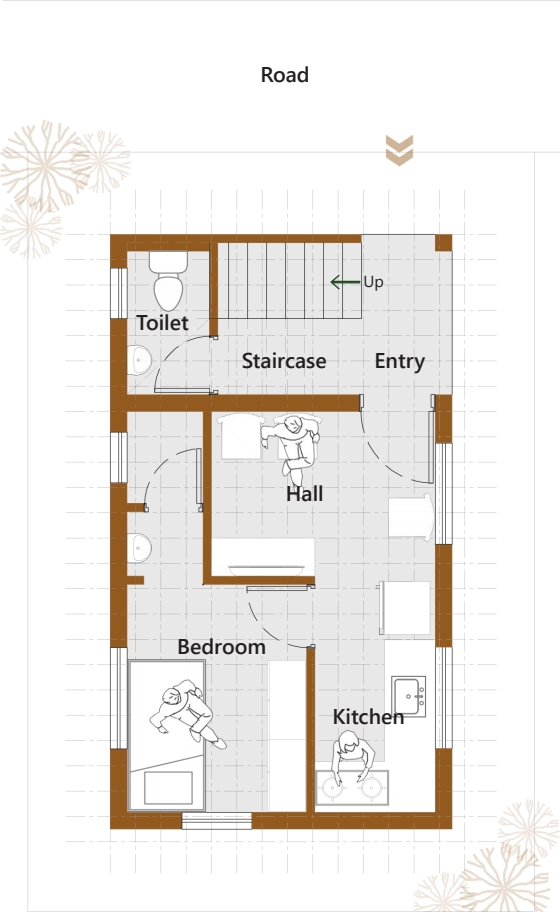 Road
Up
Toilet
Staircase
Entry
Hall
Bedroom
Kitchen